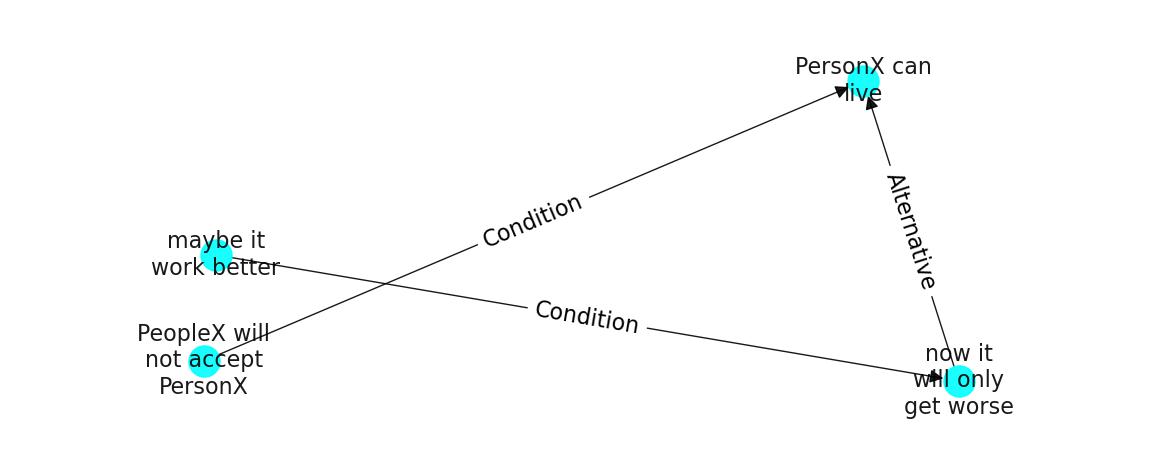 PersonX can
live
Alternative
Condition
maybe it
work better
Condition
PeopleX will
not accept
PersonX
now it
will only
get worse